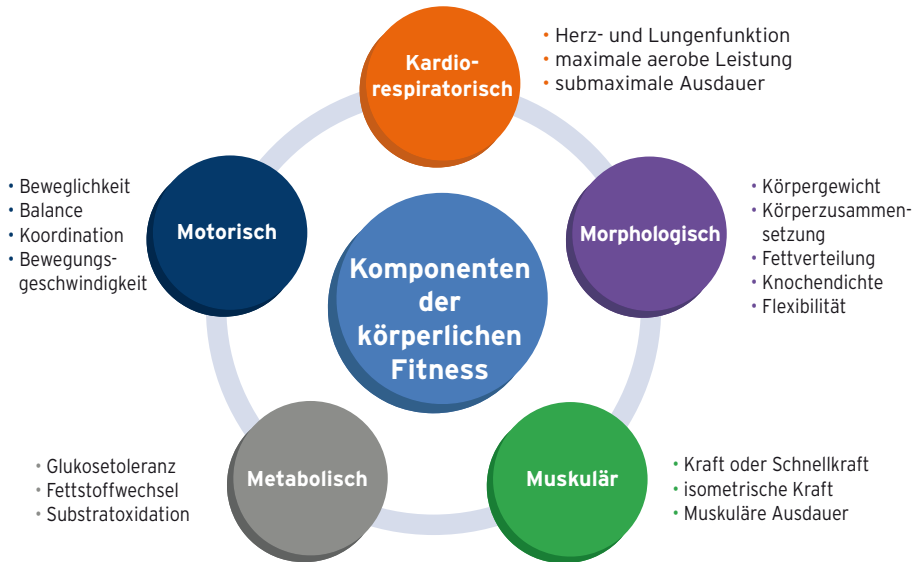 Kardio-
respiratorisch
• Herz- und Lungenfunktion
• maximale aerobe Leistung
• submaximale Ausdauer
Motorisch
• Beweglichkeit
• Balance
• Koordination
• Bewegungs-
geschwindigkeit
Komponenten
der
körperlichen
Fitness
Morphologisch
• Körpergewicht
• Körperzusammen-
setzung
• Fettverteilung
• Knochendichte
• Flexibilität
Metabolisch
• Glukosetoleranz
• Fettstoffwechsel
• Substratoxidation
Muskulär
• Kraft oder Schnellkraft
• isometrische Kraft
• Muskuläre Ausdauer